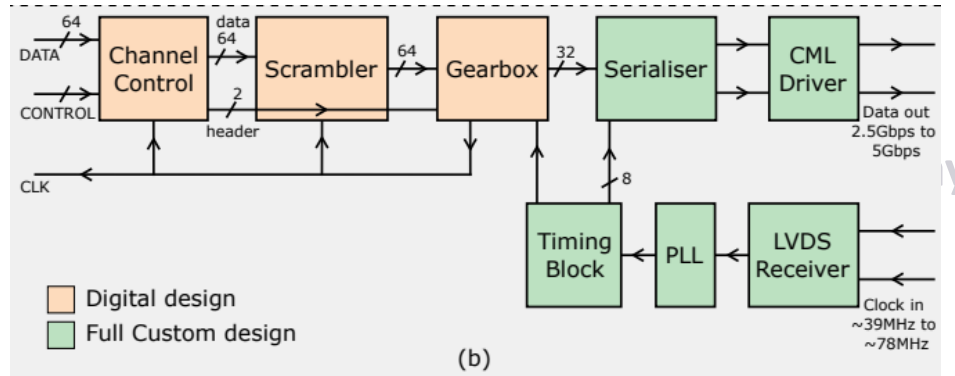 64
DATA
CONTROL
CLK
Channel
Control
data
64
2
header
Scrambler
64
Gearbox
32
Serialiser
CML
Driver
Data out
2.5Gbps to
5Gbps
8
Timing
Block
PLL
LVDS
Receiver
Clock in
~39MHz to
~78MHz
Digital design
Full Custom design
(b)